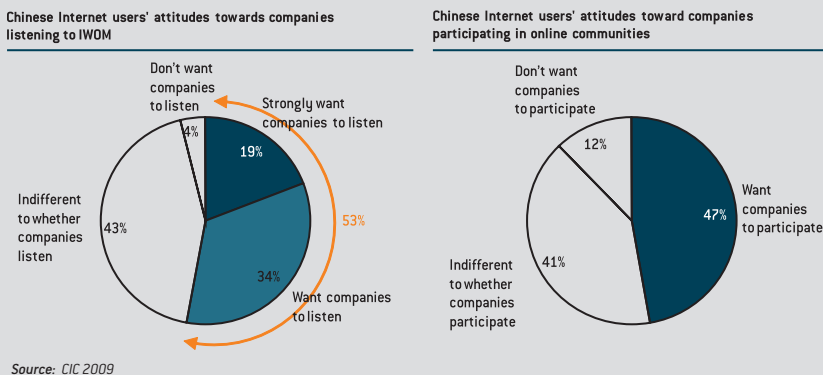 Chinese Internet users' attitudes towards companies
listening to IWOM
Don't want
companies
to listen
Strongly want
companies to listen
4%
19%
Indifferent
to whether
companies
listen
43%
53%
34%
Want companies
to listen
Source: CIC 2009
Chinese Internet users' attitudes toward companies
participating in online communities
Don't want
companies
to participate
12%
Want
companies
to participate
47%
41%
Indifferent
to whether
companies
participate